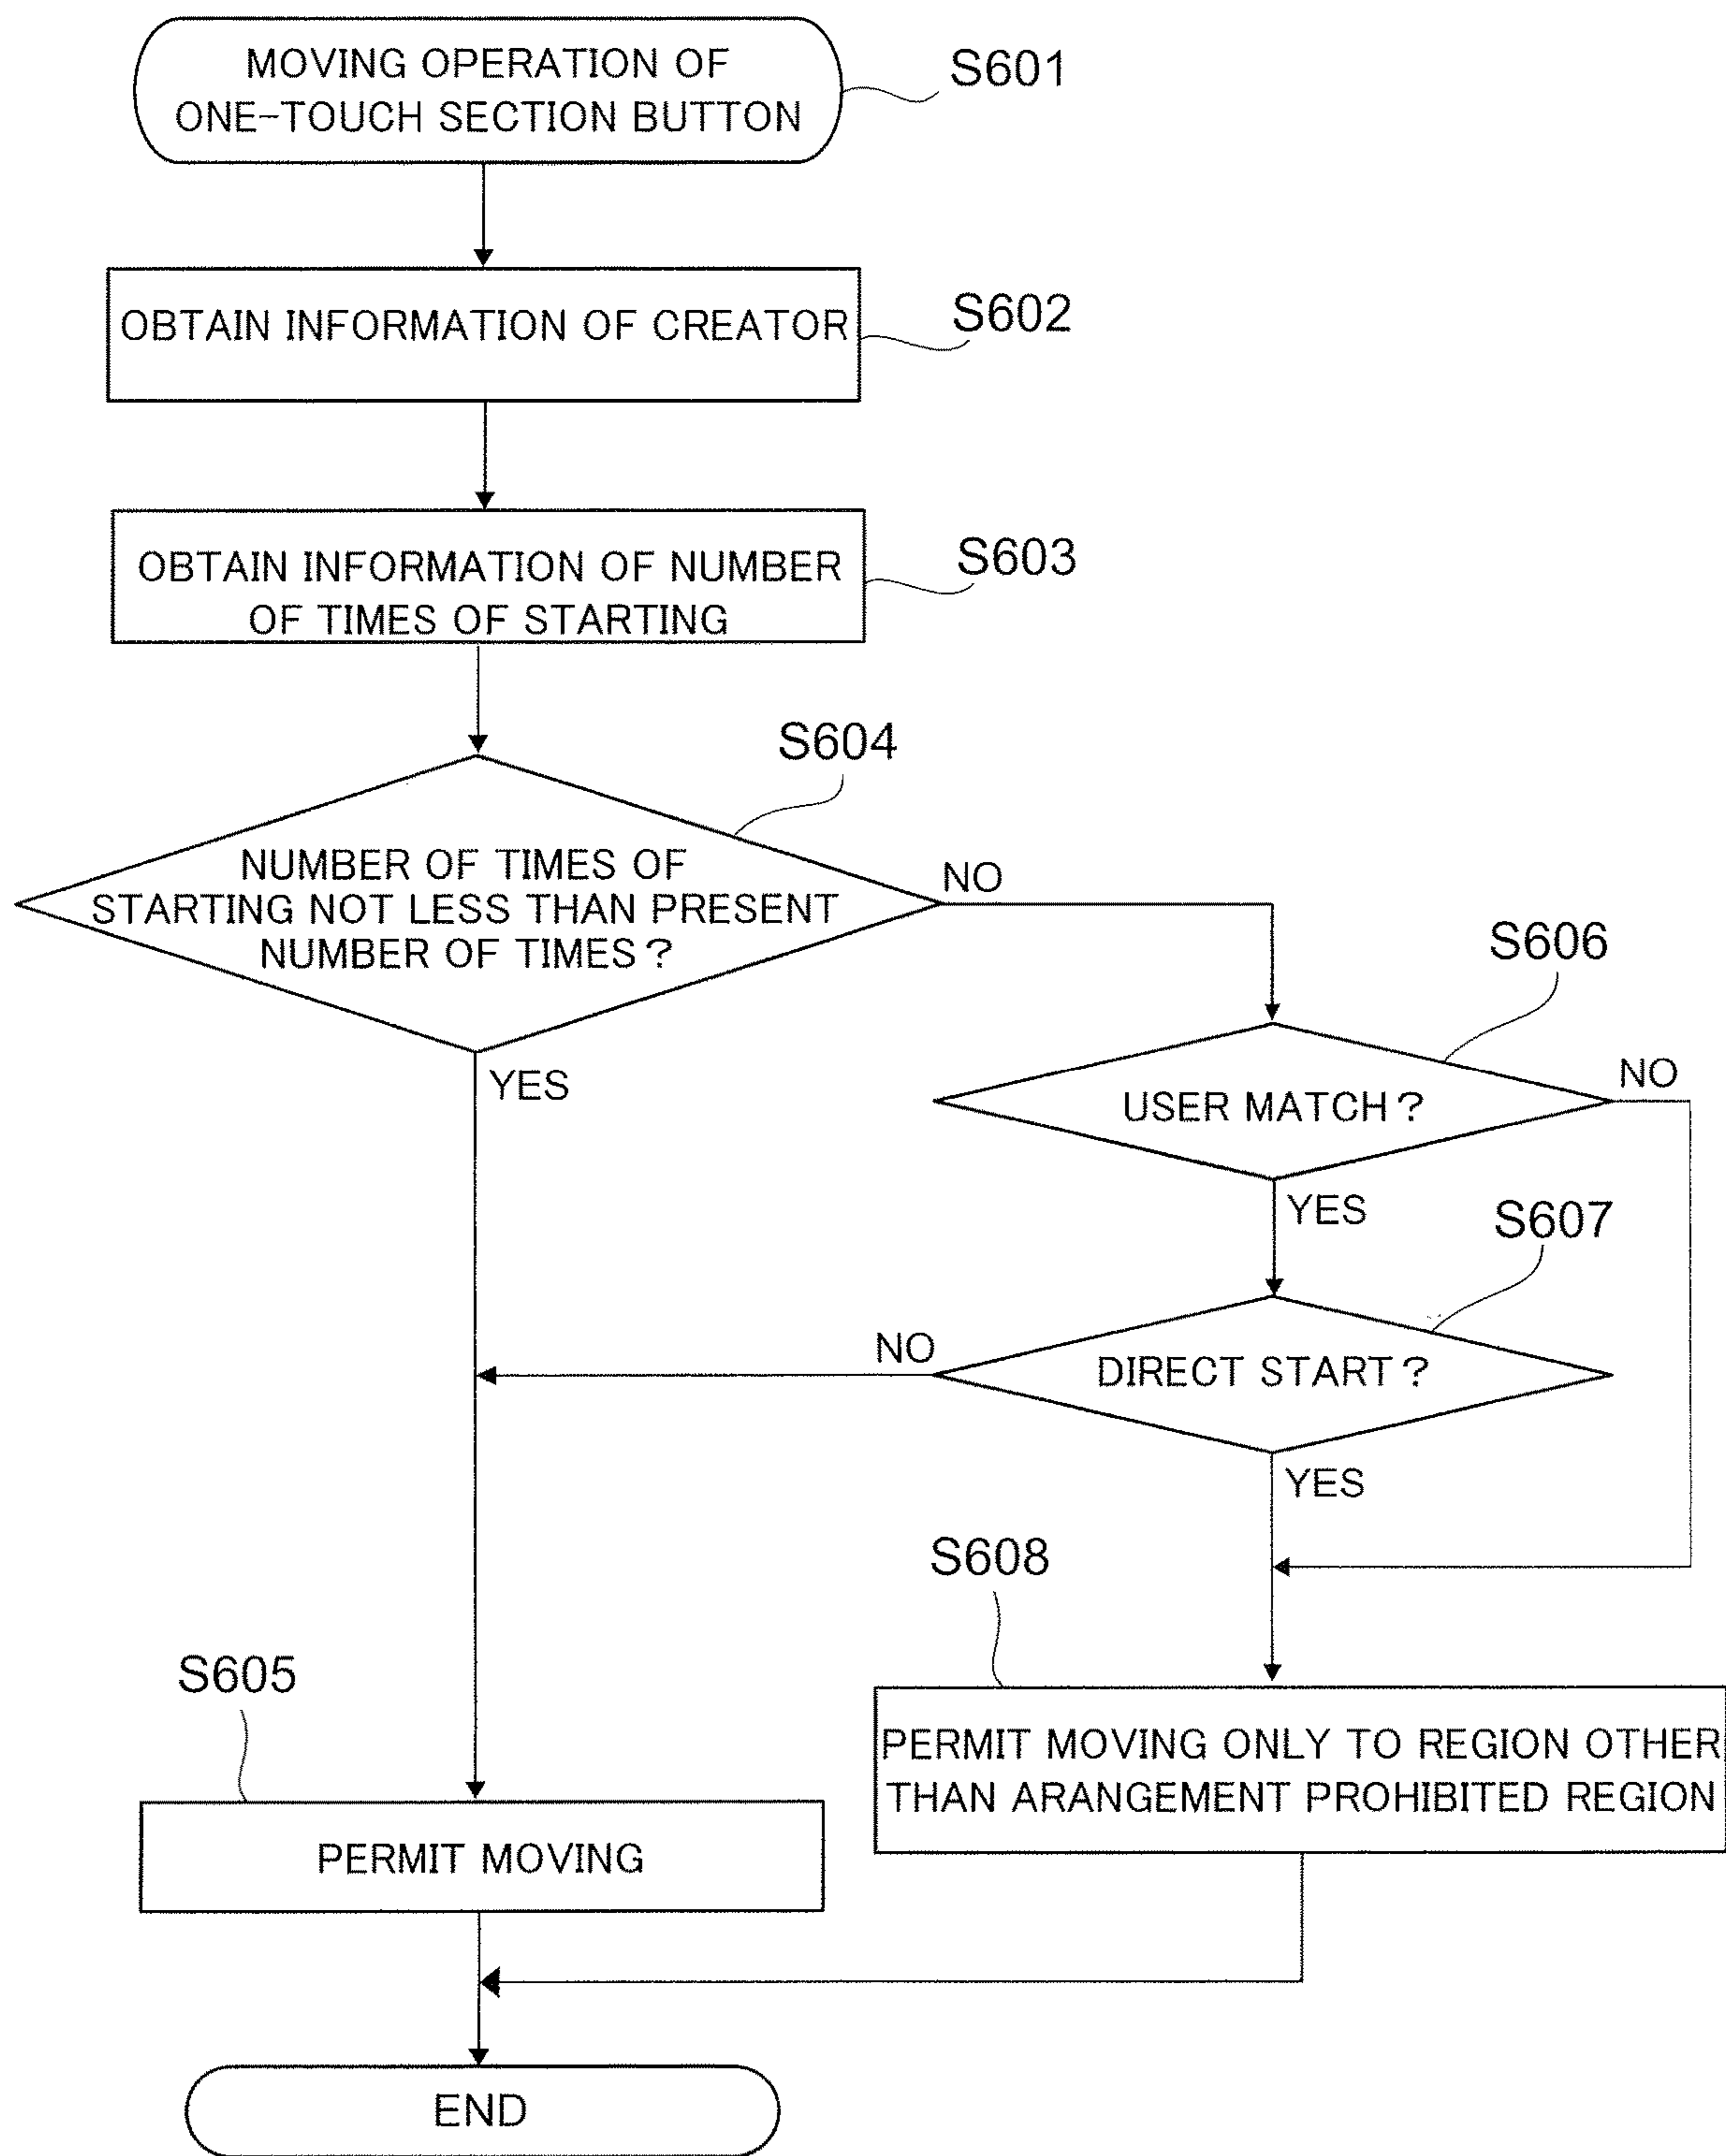 MOVING OPERATION OF
ONE-TOUCH SECTION BUTTON
S601
OBTAIN INFORMATION OF CREATOR
S602
OBTAIN INFORMATION OF NUMBER
OF TIMES OF STARTING
S603
S604
NUMBER OF TIMES OF
STARTING NOT LESS THAN PRESENT
NUMBER OF TIMES?
NO
YES
S606
USER MATCH?
NO
YES
S607
DIRECT START?
NO
YES
S608
PERMIT MOVING ONLY TO REGION OTHER
THAN ARANGEMENT PROHIBITED REGION
S605
PERMIT MOVING
END